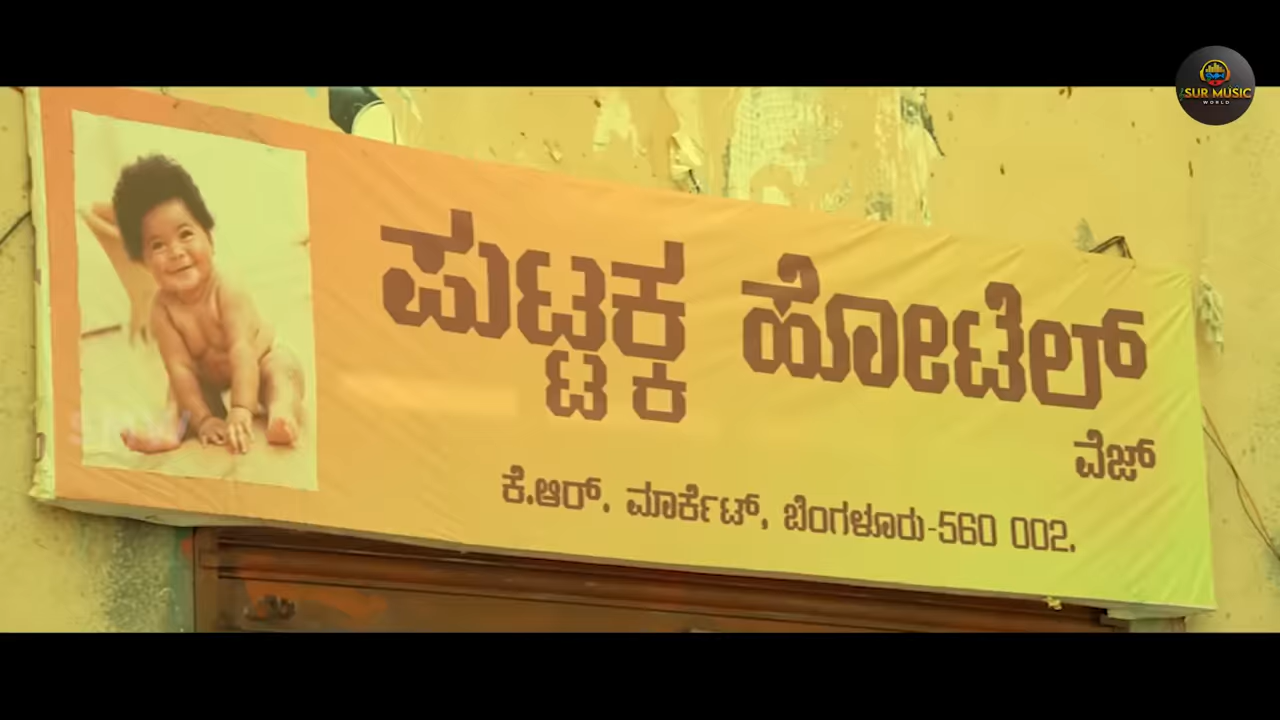 SUR MUSIC
WORLD
ಪುಟ್ಟಕ್ಕ ಹೋಟೆಲ್
ವೆಜ್
ಕೆ.ಆರ್. ಮಾರ್ಕೆಟ್, ಬೆಂಗಳೂರು-560 002.